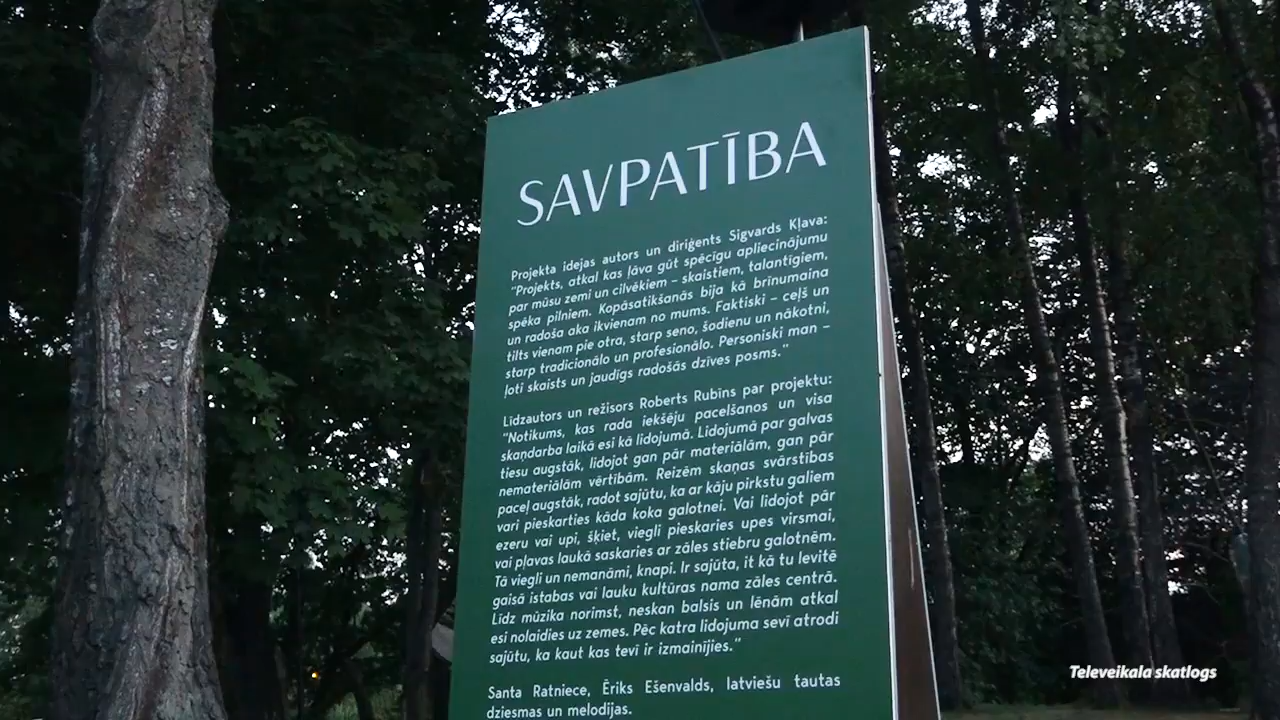 SAVPATĪBA
Projekta idejas autors un diriģents Sigvards Kļava:
"Projekts, atkal kas ļāva gūt spēcīgu apliecinājumu
par mūsu zemi un cilvēkiem – skaistiem, talantīgiem,
spēka pilniem. Kopāsatikšanās bija kā brīnumaina
un radoša aka ikvienam no mums. Faktiski – ceļš un
tilts vienam pie otra, starp seno, šodienu un nākotni,
starp tradicionālo un profesionālo. Personiski man –
ļoti skaists un jaudīgs radošās dzīves posms."
Līdzautors un režisors Roberts Rubīns par projektu:
"Notikums, kas rada iekšēju pacelšanos un visa
skaņdarba laikā esi kā lidojumā. Lidojumā par galvas
tiesu augstāk, lidojot gan pār materiālām, gan pār
nemateriālām vērtībām. Reizēm skaņas svārstības
paceļ augstāk, radot sajūtu, ka ar kāju pirkstu galiem
vari pieskarties kāda koka galotnei. Vai lidojot pār
ezeru vai upi, šķiet, viegli pieskaries upes virsmai,
vai pļavas laukā saskaries ar zāles stiebru galotnēm.
Tā viegli un nemanāmi, knapi. Ir sajūta, it kā tu levitē
gaisā istabas vai lauku kultūras nama zāles centrā.
Līdz mūzika norimst, neskan balsis un lēnām atkal
esi nolaidies uz zemes. Pēc katra lidojuma sevī atrodi
sajūtu, ka kaut kas tevī ir izmainījies."
Santa Ratniece, Ēriks Ešenvalds, latviešu tautas
dziesmas un melodijas.
Televeikala skatlogs